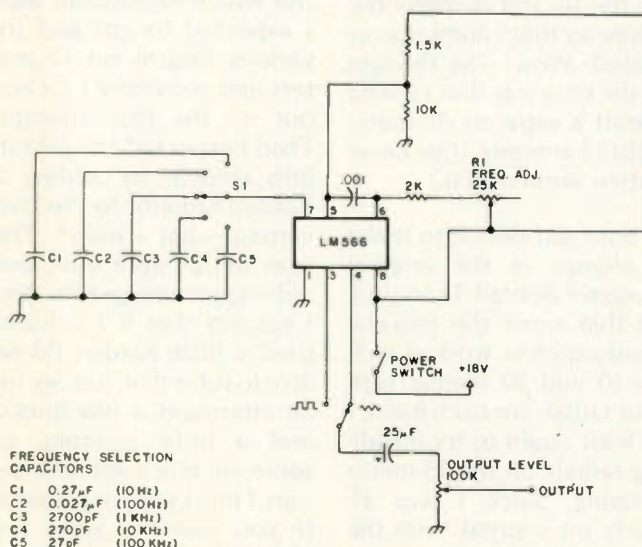 1.5K
10K
R1
FREQ. ADJ.
25K
.001
2K
S1
7 5 6
LM566
1 3 4 8
C1 C2 C3 C4 C5
POWER
SWITCH
+18V
25µF
OUTPUT LEVEL
100K
OUTPUT
FREQUENCY SELECTION
CAPACITORS
C1 0.27µF (10Hz)
C2 0.027µF (100Hz)
C3 2700pF (1 KHz)
C4 270pF (10 KHz)
C5 27pF (100 KHz)